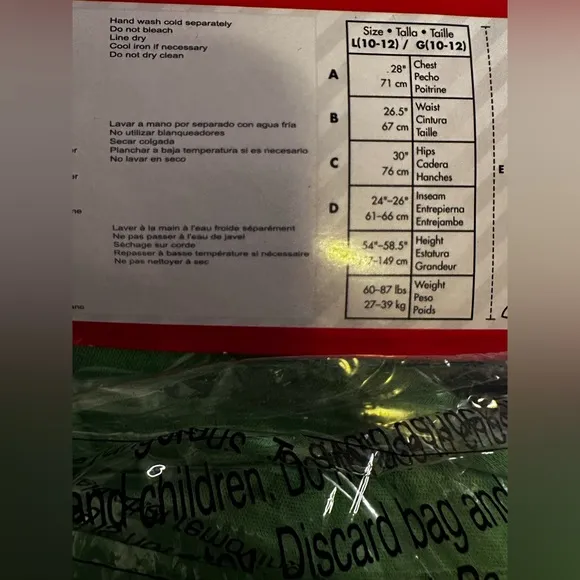 Hand wash cold separately
Do not bleach
Line dry
Cool iron if necessary
Do not dry clean
Lavar a mano por separado con agua fría
No utilizar blanqueadores
Secar colgada
Planchar a baja temperatura si es necesario
No lavar en seco
Laver à la main à l'eau froide séparément
Ne pas passer à l'eau de javel
Séchage sur corde
Repasser à basse température si nécessaire
Ne pas nettoyer à sec
Size • Talla • Taille
L(10-12) / G(10-12)
A
28"
71 cm
Chest
Pecho
Poitrine
B
26.5"
67 cm
Waist
Cintura
Taille
C
30"
76 cm
Hips
Cadera
Hanches
D
24"-26"
61-66 cm
Inseam
Entrepierna
Entrejambe
54"-58.5"
7-149 cm
Height
Estatura
Grandeur
60-87 lbs
27-39 kg
Weight
Peso
Poids
E
and children. Do
Discard bag and